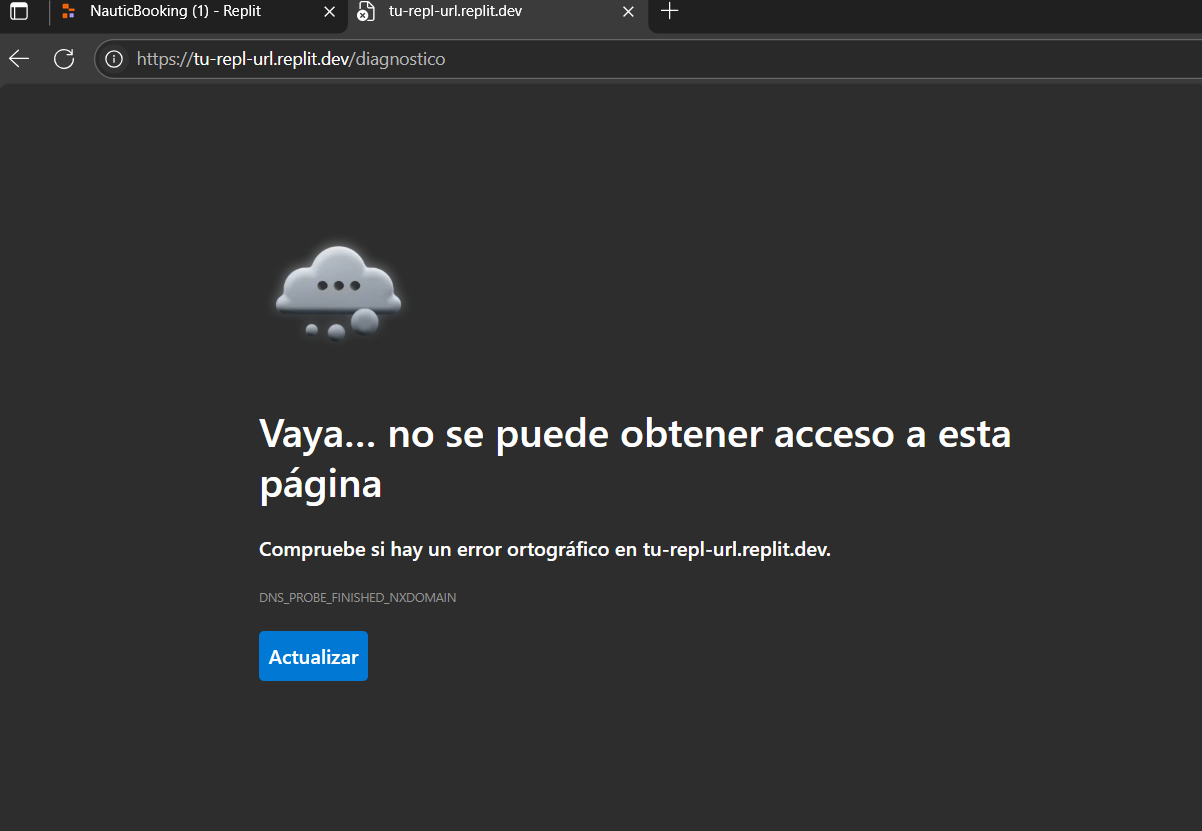 NauticBooking (1) - Replit
tu-repl-url.replit.dev
https://tu-repl-url.replit.dev/diagnostico
Vaya... no se puede obtener acceso a esta
página
Compruebe si hay un error ortográfico en tu-repl-url.replit.dev.
DNS_PROBE_FINISHED_NXDOMAIN
Actualizar